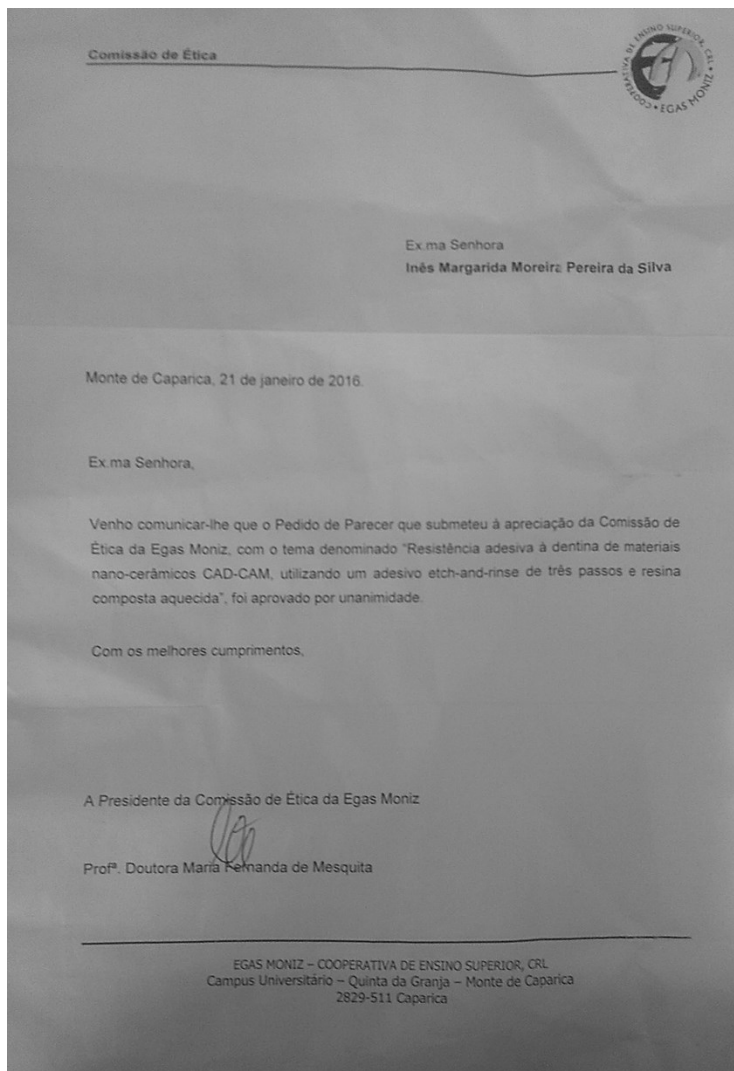 Comissão de Ética
COOPERATIVA DE ENSINO SUPERIOR, CRL • EGAS MONIZ •
Ex.ma Senhora
Inês Margarida Moreira Pereira da Silva
Monte de Caparica, 21 de janeiro de 2016.
Ex.ma Senhora,
Venho comunicar-lhe que o Pedido de Parecer que submeteu à apreciação da Comissão de
Ética da Egas Moniz, com o tema denominado “Resistência adesiva à dentina de materiais
nano-cerâmicos CAD-CAM, utilizando um adesivo etch-and-rinse de três passos e resina
composta aquecida”, foi aprovado por unanimidade.
Com os melhores cumprimentos,
A Presidente da Comissão de Ética da Egas Moniz
Profª. Doutora Maria Fernanda de Mesquita
EGAS MONIZ – COOPERATIVA DE ENSINO SUPERIOR, CRL
Campus Universitário – Quinta da Granja – Monte de Caparica
2829-511 Caparica